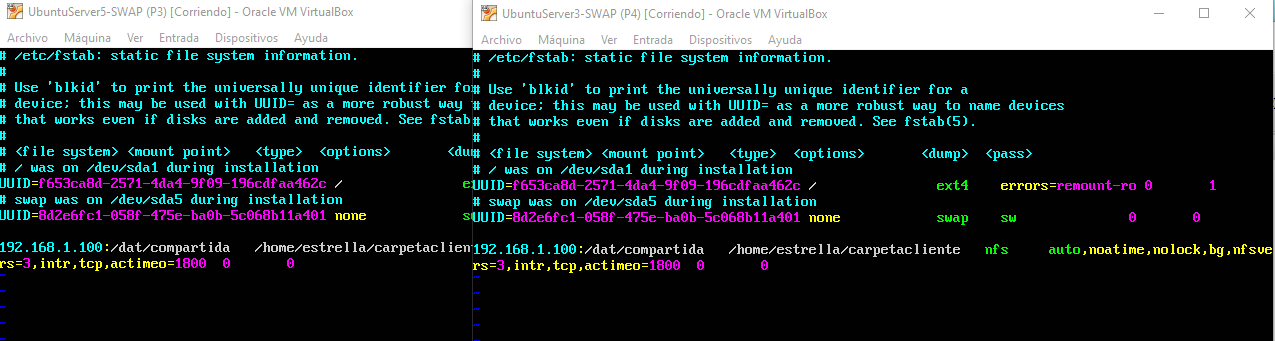 UbuntuServer5-SWAP (P3) [Corriendo] - Oracle VM VirtualBox
Archivo Máquina Ver Entrada Dispositivos Ayuda
# /etc/fstab: static file system information.
#
# Use 'blkid' to print the universally unique identifier for
# device; this may be used with UUID= as a more robust way
# that works even if disks are added and removed. See fstab
#
# <file system> <mount point>   <type>  <options>       <dum
# / was on /dev/sda1 during installation
UUID=f653ca8d-2571-4da4-9f09-196cdfaa462c /               e
# swap was on /dev/sda5 during installation
UUID=8d2e6fc1-058f-475e-ba0b-5c068b11a401 none            s
192.168.1.100:/dat/compartida   /home/estrella/carpetaclien
rs=3,intr,tcp,actimeo=1800  0       0
~
~
~
~
UbuntuServer3-SWAP (P4) [Corriendo] - Oracle VM VirtualBox
Archivo Máquina Ver Entrada Dispositivos Ayuda
# /etc/fstab: static file system information.
#
# Use 'blkid' to print the universally unique identifier for a
# device; this may be used with UUID= as a more robust way to name devices
# that works even if disks are added and removed. See fstab(5).
#
# <file system> <mount point>   <type>  <options>       <dump>  <pass>
# / was on /dev/sda1 during installation
UUID=f653ca8d-2571-4da4-9f09-196cdfaa462c /               ext4    errors=remount-ro 0       1
# swap was on /dev/sda5 during installation
UUID=8d2e6fc1-058f-475e-ba0b-5c068b11a401 none            swap    sw              0       0
192.168.1.100:/dat/compartida   /home/estrella/carpetacliente   nfs     auto,noatime,nolock,bg,nfsve
rs=3,intr,tcp,actimeo=1800  0       0
~
~
~
~